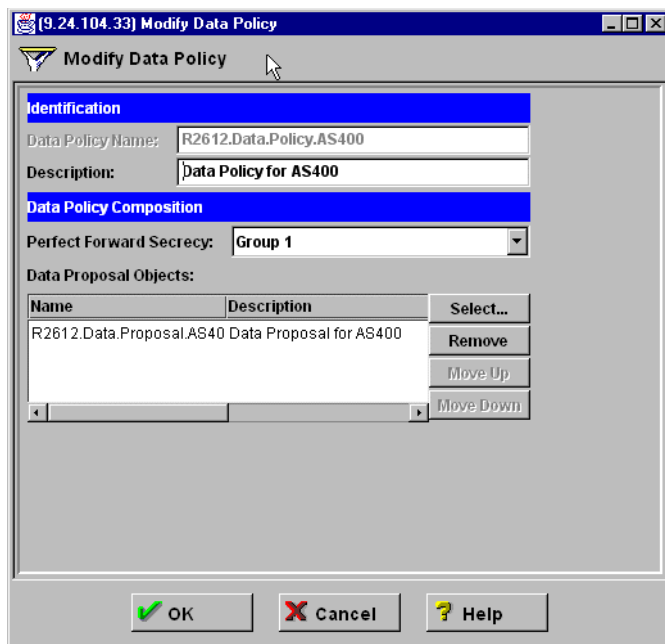 (9.24.104.33) Modify Data Policy
Modify Data Policy
Identification
Data Policy Name: R2612.Data.Policy.AS400
Description: Data Policy for AS400
Data Policy Composition
Perfect Forward Secrecy: Group 1
Data Proposal Objects:
Name Description
R2612.Data.Proposal.AS40 Data Proposal for AS400
Select...
Remove
Move Up
Move Down
OK Cancel ? Help